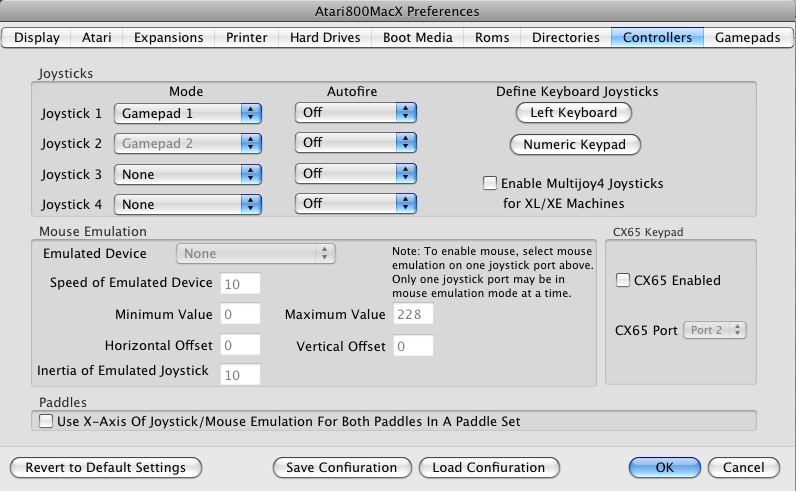 Atari800MacX Preferences
Display Atari Expansions Printer Hard Drives Boot Media Roms Directories Controllers Gamepads
Joysticks
Mode Autofire Define Keyboard Joysticks
Joystick 1 Gamepad 1 Off Left Keyboard
Joystick 2 Gamepad 2 Off Numeric Keypad
Joystick 3 None Off Enable Multijoy4 Joysticks
Joystick 4 None Off for XL/XE Machines
Mouse Emulation
Emulated Device None
Speed of Emulated Device 10
Minimum Value 0 Maximum Value 228
Horizontal Offset 0 Vertical Offset 0
Inertia of Emulated Joystick 10
Note: To enable mouse, select mouse
emulation on one joystick port above.
Only one joystick port may be in
mouse emulation mode at a time.
CX65 Keypad
CX65 Enabled
CX65 Port Port 2
Paddles
Use X-Axis Of Joystick/Mouse Emulation For Both Paddles In A Paddle Set
Revert to Default Settings Save Confiuration Load Confiuration OK Cancel